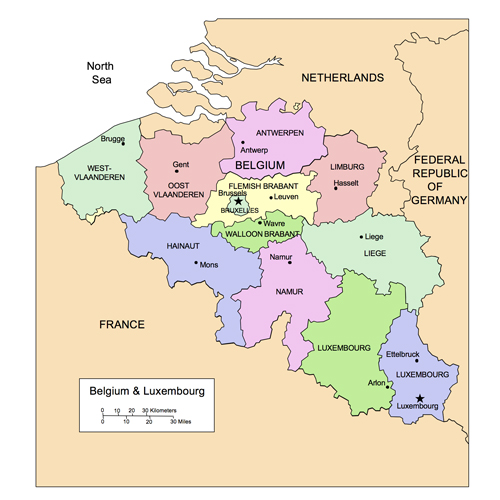 North
Sea
NETHERLANDS
ANTWERPEN
Brugge
Antwerp
BELGIUM
FEDERAL
REPUBLIC
OF
GERMANY
WEST-
VLAANDEREN
Gent
LIMBURG
OOST
VLAANDEREN
FLEMISH BRABANT
Hasselt
Brussels
Leuven
BRUXELLES
Wavre
WALLOON BRABANT
Liege
HAINAUT
LIEGE
Namur
Mons
NAMUR
FRANCE
LUXEMBOURG
Ettelbruck
LUXEMBOURG
Arlon
Luxembourg
Belgium & Luxembourg
0 10 20 30 Kilometers
0 10 20 30 Miles